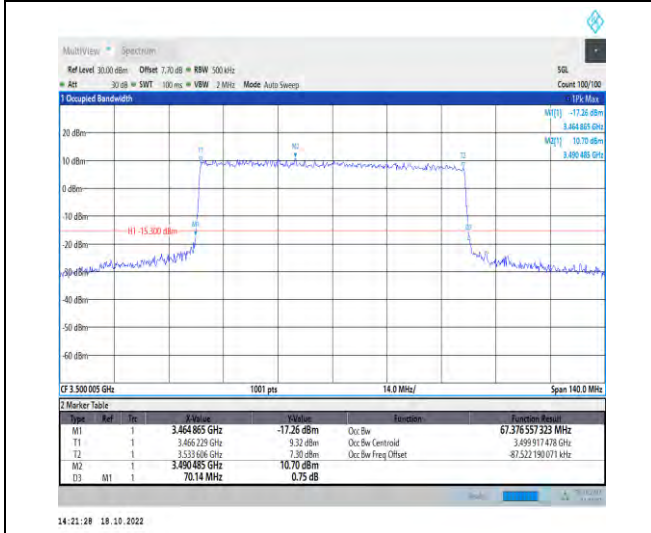 MultiView Spectrum
Ref Level 30.00 dBm Offset 7.70 dB RBW 500 kHz SGL
Att 30 dB SWT 100 ms VBW 2 MHz Mode Auto Sweep Count 100/100
1 Occupied Bandwidth 1Pk Max
M1[1] -17.26 dBm
3.464 865 GHz
M2[1] 10.70 dBm
3.490 485 GHz
20 dBm
T1 M2 T2
10 dBm
0 dBm
-10 dBm
M1 D3
H1 -15.300 dBm
-20 dBm
-30 dBm
-40 dBm
-50 dBm
-60 dBm
CF 3.500 005 GHz 1001 pts 14.0 MHz/ Span 140.0 MHz
2 Marker Table
Type Ref Trc X-Value Y-Value Function Function Result
M1 1 3.464 865 GHz -17.26 dBm Occ Bw 67.376 557 323 MHz
T1 1 3.466 229 GHz 9.32 dBm Occ Bw Centroid 3.499 917 478 GHz
T2 1 3.533 606 GHz 7.30 dBm Occ Bw Freq Offset -87.522 190 071 kHz
M2 1 3.490 485 GHz 10.70 dBm
D3 M1 1 70.14 MHz 0.75 dB
14:21:28 18.10.2022